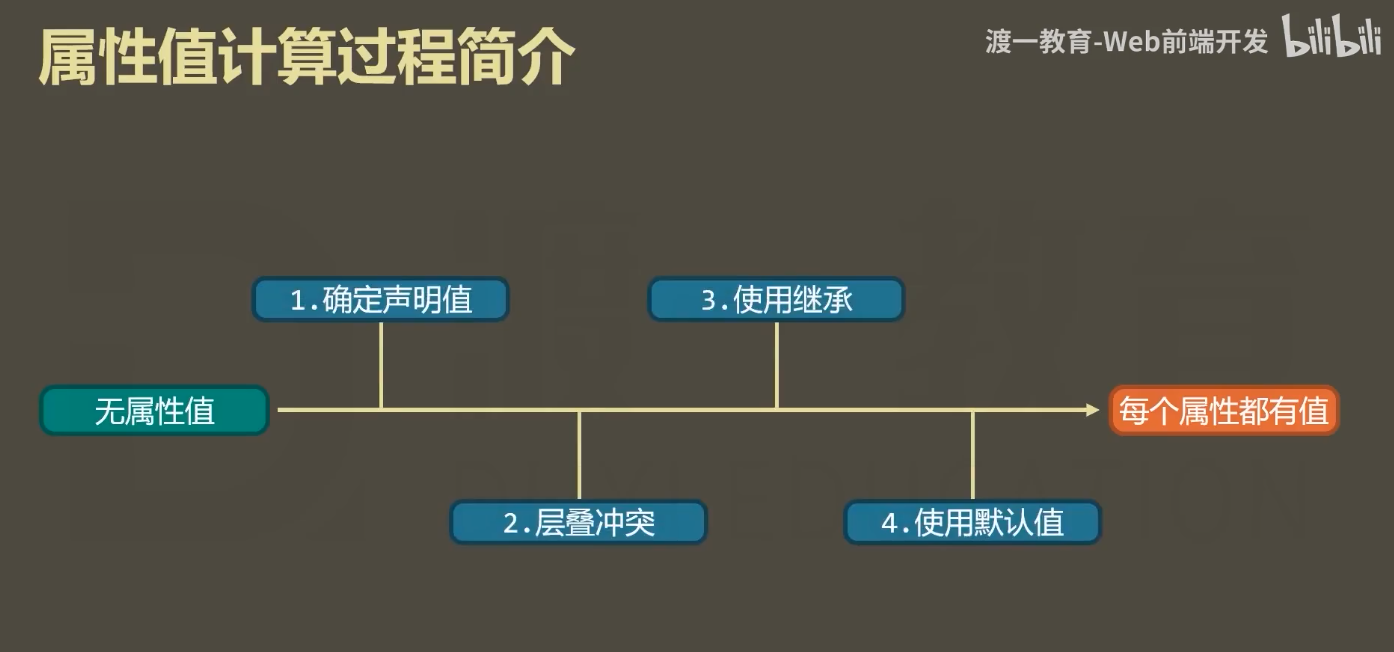 属性值计算过程简介
渡一教育-Web前端开发 bilibili
1.确定声明值
3.使用继承
无属性值
每个属性都有值
2.层叠冲突
4.使用默认值